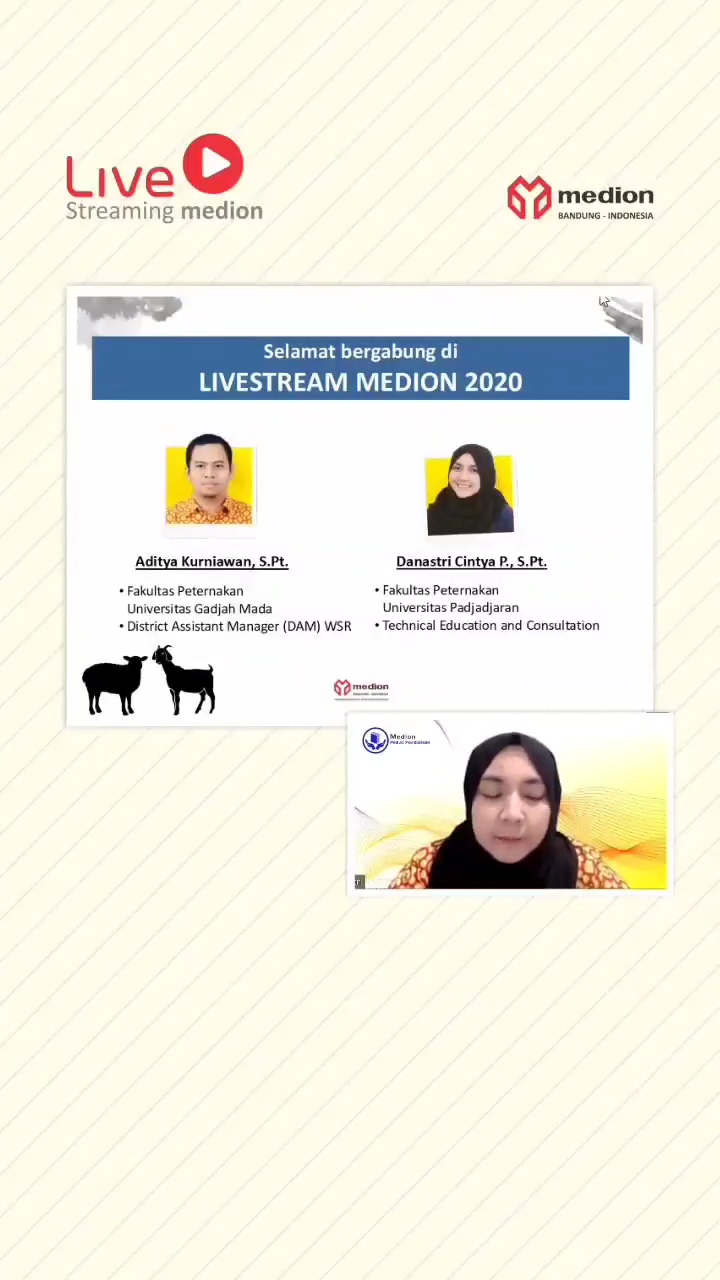 Live
Streaming medion
medion
BANDUNG - INDONESIA
Selamat bergabung di
LIVESTREAM MEDION 2020
Aditya Kurniawan, S.Pt.
• Fakultas Peternakan
Universitas Gadjah Mada
• District Assistant Manager (DAM) WSR
Danastri Cintya P., S.Pt.
• Fakultas Peternakan
Universitas Padjadjaran
• Technical Education and Consultation
medion
Medion
Peduli Pendidikan